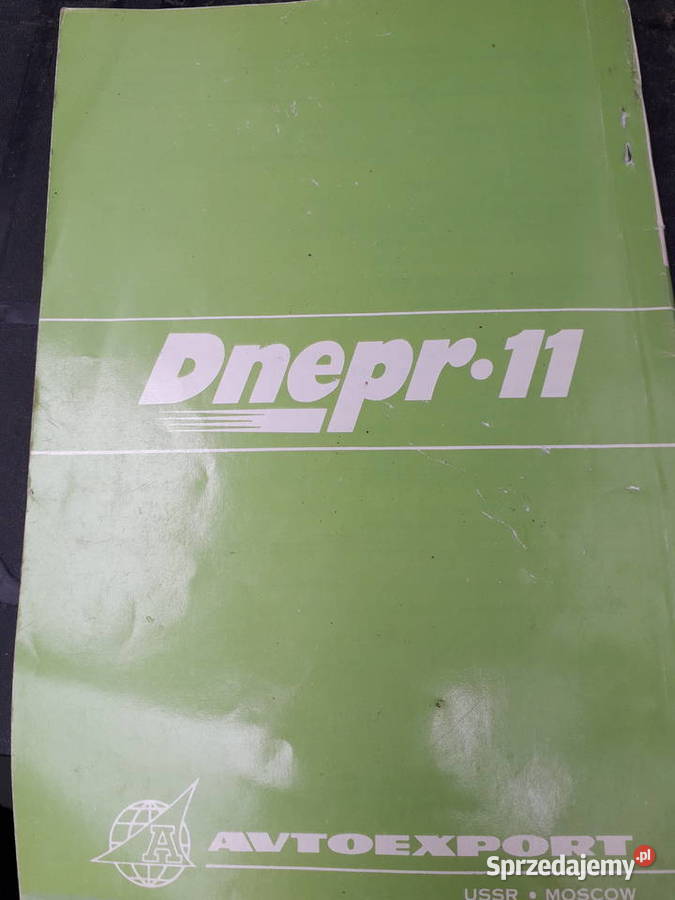 Dnepr·11
A
AVTOEXPORT
Sprzedajemy.pl
USSR • MOSCOW